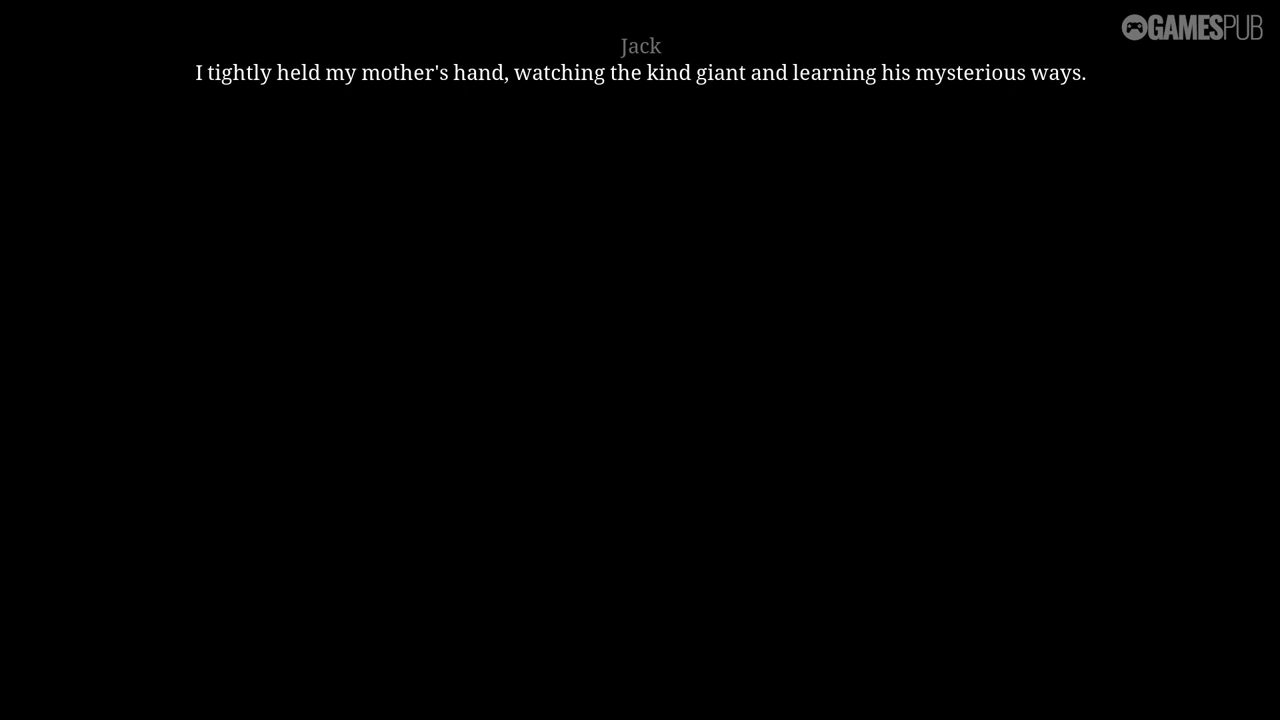 GAMESPUB
Jack
I tightly held my mother's hand, watching the kind giant and learning his mysterious ways.